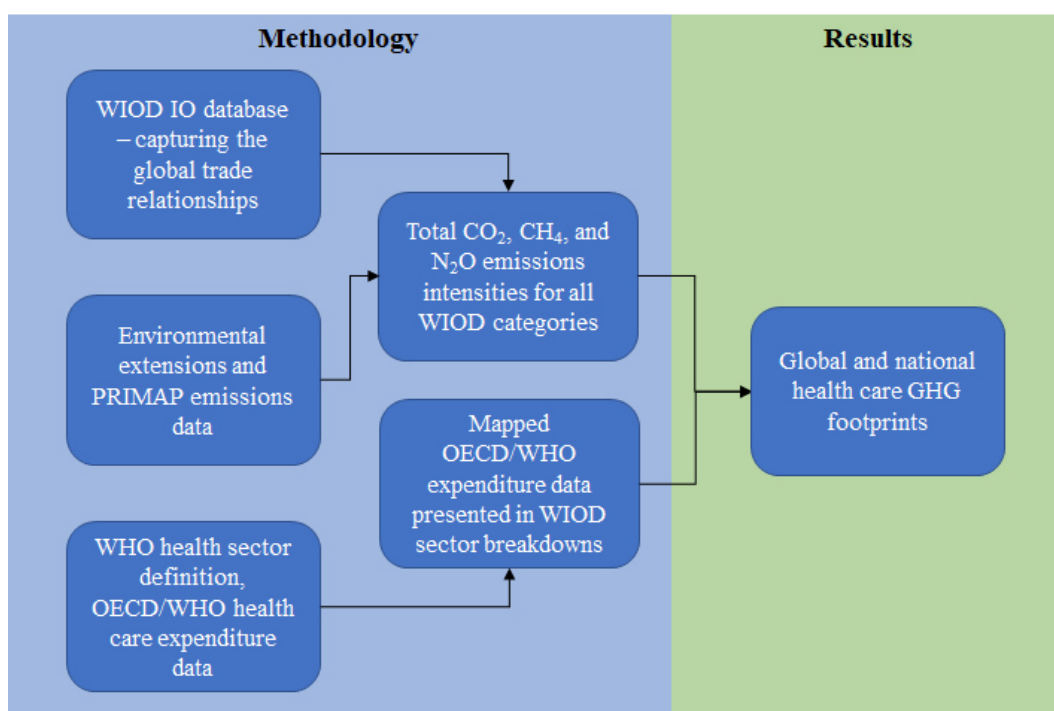 Methodology
Results
WIOD IO database
– capturing the
global trade
relationships
Total CO₂, CH₄, and
N₂O emissions
intensities for all
WIOD categories
Environmental
extensions and
PRIMAP emissions
data
Global and national
health care GHG
footprints
Mapped
OECD/WHO
expenditure data
presented in WIOD
sector breakdowns
WHO health sector
definition,
OECD/WHO health
care expenditure
data